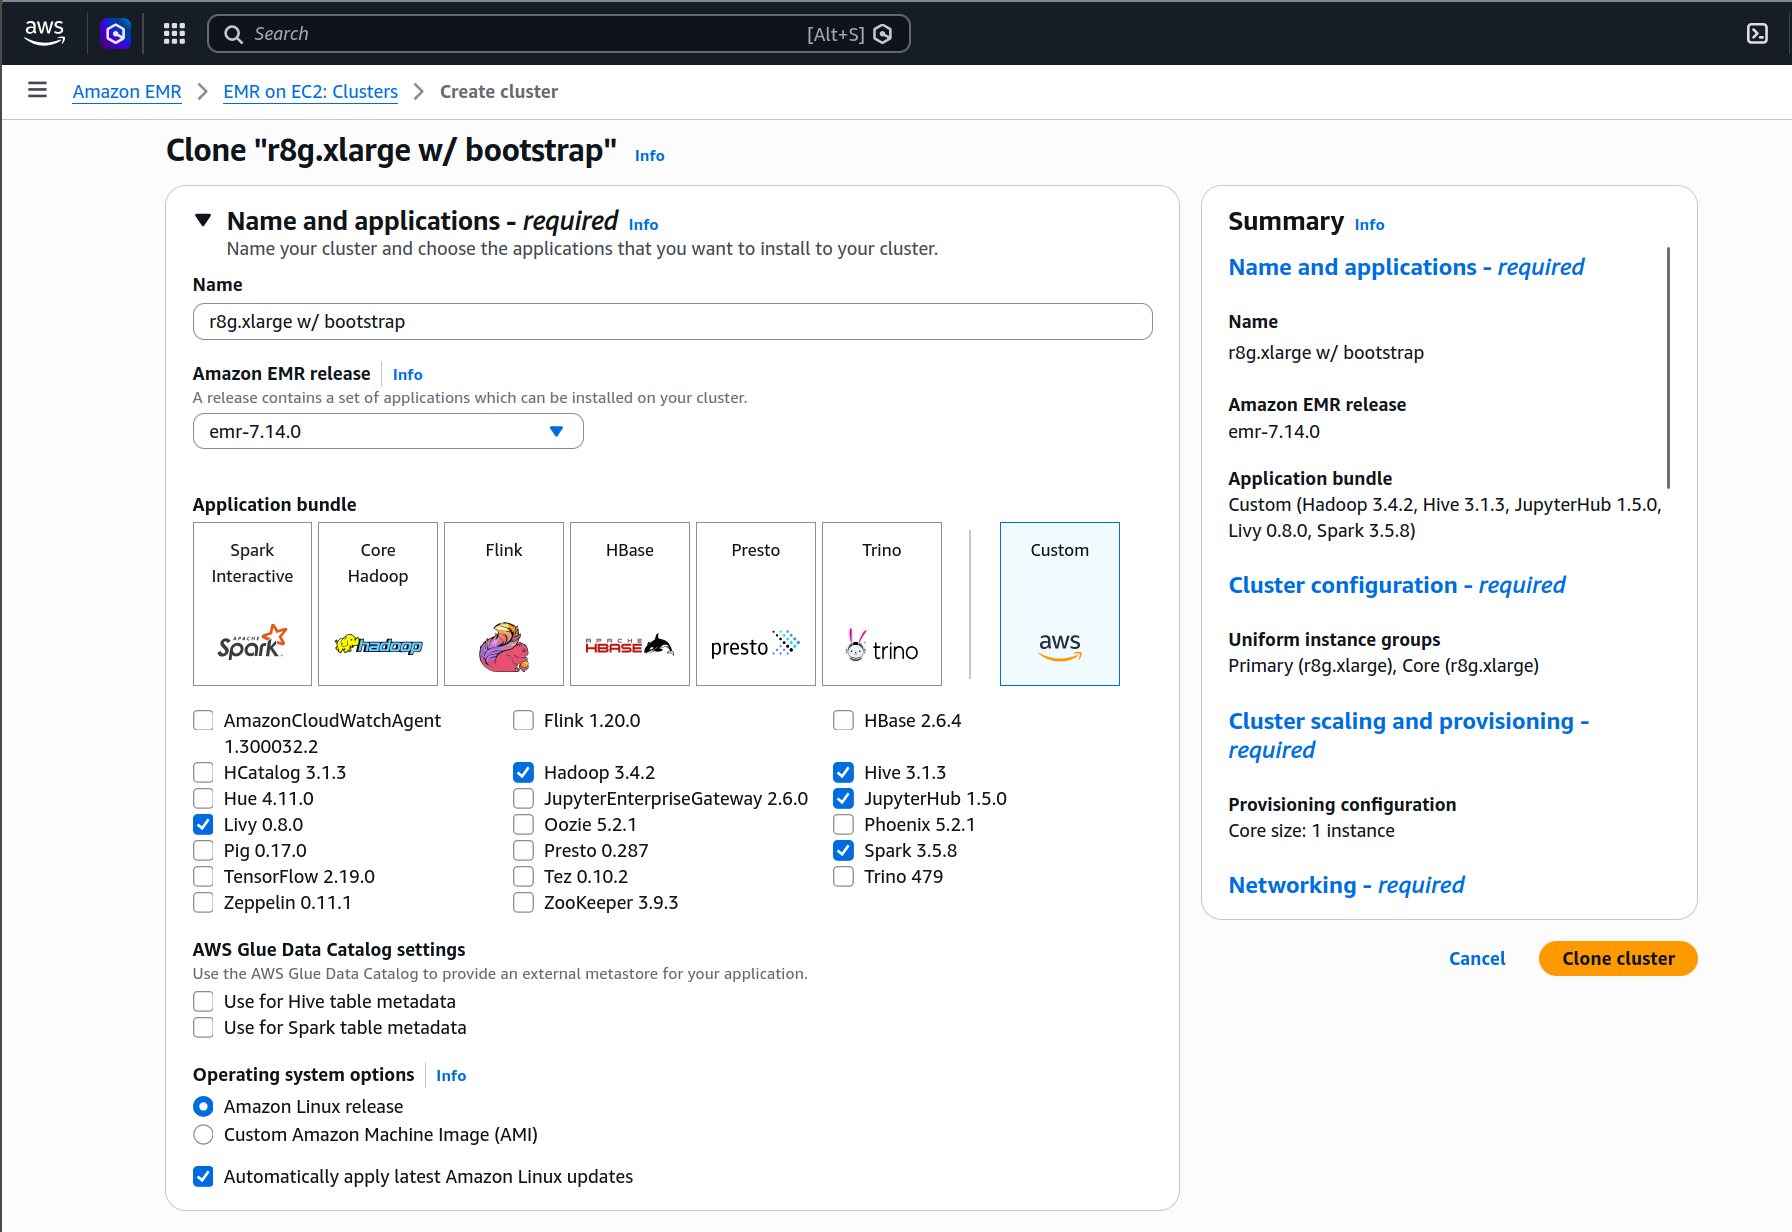 aws
Search
[Alt+S]
Amazon EMR
EMR on EC2: Clusters
Create cluster
Clone "r8g.xlarge w/ bootstrap"
Info
Name and applications - required
Info
Name your cluster and choose the applications that you want to install to your cluster.
Name
r8g.xlarge w/ bootstrap
Amazon EMR release
Info
A release contains a set of applications which can be installed on your cluster.
emr-7.14.0
Application bundle
Spark
Interactive
APACHE
Spark
Core
Hadoop
hadoop
Flink
HBase
APACHE
HBASE
Presto
presto
Trino
trino
Custom
aws
AmazonCloudWatchAgent
1.300032.2
Flink 1.20.0
HBase 2.6.4
HCatalog 3.1.3
Hadoop 3.4.2
Hive 3.1.3
Hue 4.11.0
JupyterEnterpriseGateway 2.6.0
JupyterHub 1.5.0
Livy 0.8.0
Oozie 5.2.1
Phoenix 5.2.1
Pig 0.17.0
Presto 0.287
Spark 3.5.8
TensorFlow 2.19.0
Tez 0.10.2
Trino 479
Zeppelin 0.11.1
ZooKeeper 3.9.3
AWS Glue Data Catalog settings
Use the AWS Glue Data Catalog to provide an external metastore for your application.
Use for Hive table metadata
Use for Spark table metadata
Operating system options
Info
Amazon Linux release
Custom Amazon Machine Image (AMI)
Automatically apply latest Amazon Linux updates
Summary
Info
Name and applications - required
Name
r8g.xlarge w/ bootstrap
Amazon EMR release
emr-7.14.0
Application bundle
Custom (Hadoop 3.4.2, Hive 3.1.3, JupyterHub 1.5.0,
Livy 0.8.0, Spark 3.5.8)
Cluster configuration - required
Uniform instance groups
Primary (r8g.xlarge), Core (r8g.xlarge)
Cluster scaling and provisioning -
required
Provisioning configuration
Core size: 1 instance
Networking - required
Cancel
Clone cluster